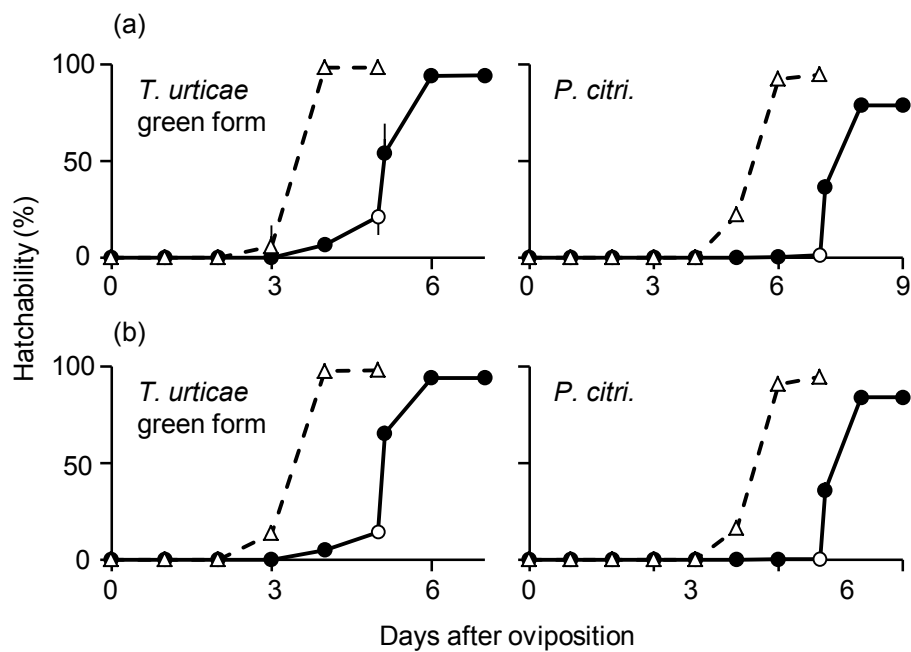 (a)
Hatchability (%)
100
50
0
T. urticae
green form
0 3 6
P. citri.
0 3 6 9
(b)
100
50
0
T. urticae
green form
0 3 6
P. citri.
0 3 6 9
Days after oviposition